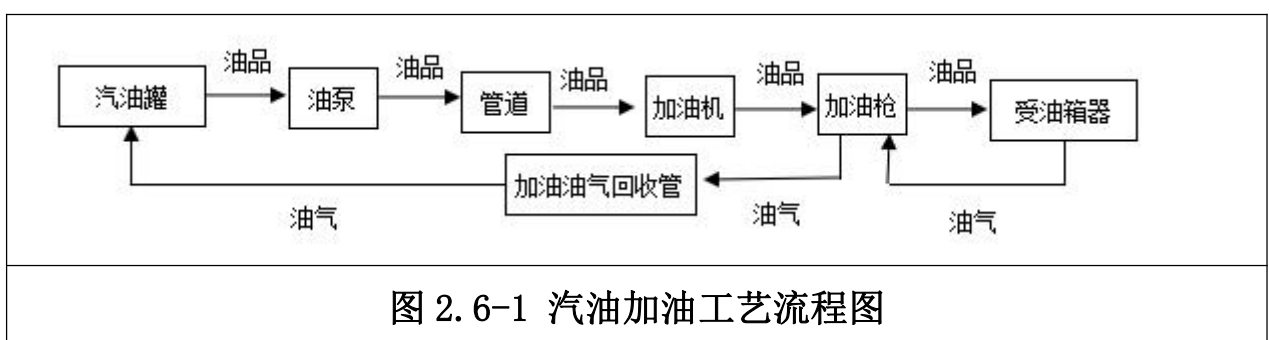 油品 油品 油品 油品 油品
汽油罐 油泵 管道 加油机 加油枪 受油箱器
加油油气回收管
油气 油气 油气
图 2.6-1 汽油加油工艺流程图